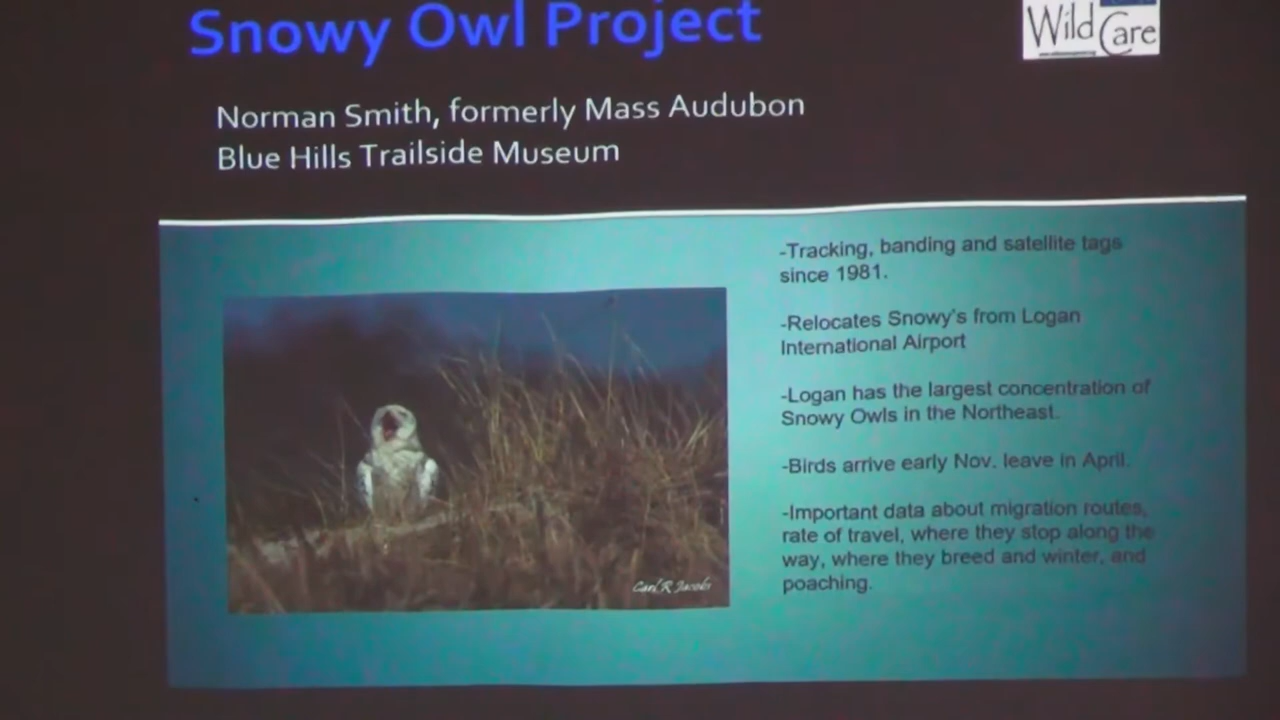 Snowy Owl Project
Wild Care
Norman Smith, formerly Mass Audubon
Blue Hills Trailside Museum
-Tracking, banding and satellite tags
since 1981.
-Relocates Snowy's from Logan
International Airport
-Logan has the largest concentration of
Snowy Owls in the Northeast.
-Birds arrive early Nov. leave in April.
-Important data about migration routes,
rate of travel, where they stop along the
way, where they breed and winter, and
poaching.
Carl R Jacobs